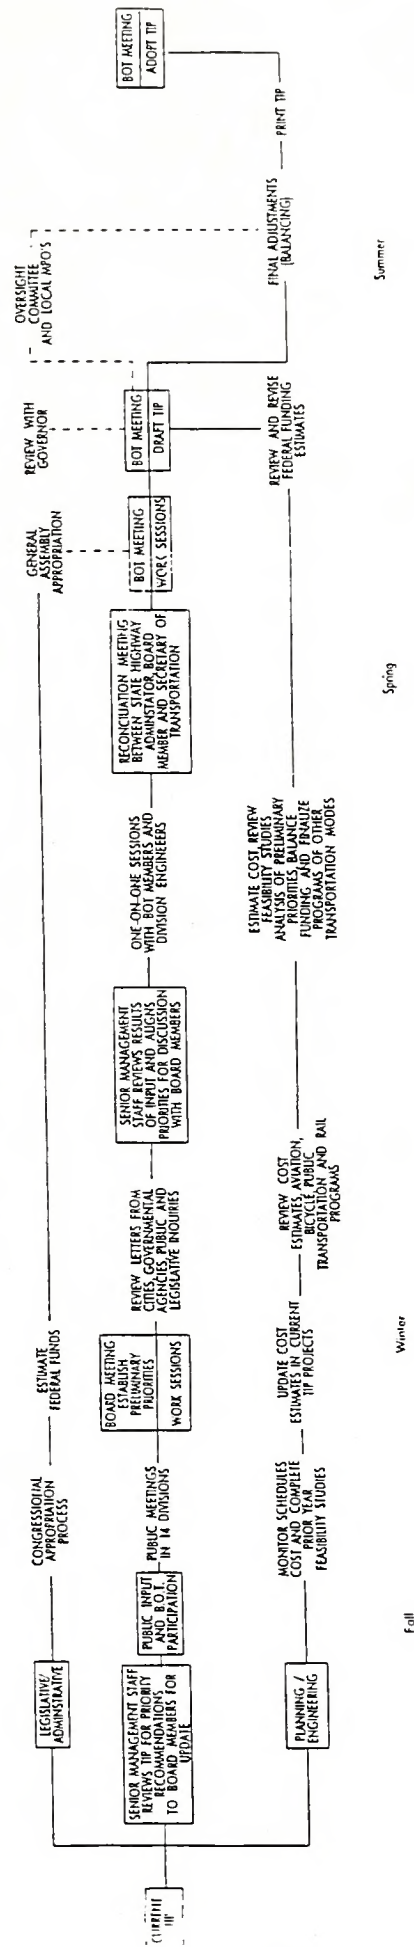 CURRENT
TIP
LEGISLATIVE/
ADMINSTRATIVE
CONGRESSIONAL
APPROPRIATION
PROCESS
ESTIMATE
FEDERAL FUNDS
GENERAL
ASSEMBLY
APPROPRIATION
REVIEW WITH
GOVERNOR
OVERSIGHT
COMMITTEE
AND LOCAL MPO'S
SENIOR MANAGEMENT STAFF
REVIEWS TIP FOR PRIORITY
RECOMMENDATIONS
TO BOARD MEMBERS FOR
UPDATE
PUBLIC INPUT
AND B.O.T.
PARTICIPATION
PUBLIC MEETINGS
IN 14 DIVISIONS
BOARD MEETING
ESTABLISH
PRELIMINARY
PRIORITIES
WORK SESSIONS
REVIEW LETTERS FROM
CITIES, GOVERNMENTAL
AGENCIES, PUBLIC AND
LEGISLATIVE INQUIRIES
SENIOR MANAGEMENT
STAFF REVIEWS RESULTS
OF INPUT AND ALIGNS
PRIORITIES FOR DISCUSSION
WITH BOARD MEMBERS
ONE-ON-ONE SESSIONS
WITH BOT MEMBERS AND
DIVISION ENGINEEERS
RECONCILIATION MEETING
BETWEEN STATE HIGHWAY
ADMINSTATOR, BOARD
MEMBER AND SECRETARY OF
TRANSPORTATION
BOT MEETING
WORK SESSIONS
BOT MEETING
DRAFT TIP
BOT MEETING
ADOPT TIP
PLANNING /
ENGINEERING
MONITOR SCHEDULES
COST AND COMPLETE
PRIOR YEAR
FEASIBILITY STUDIES
UPDATE COST
ESTIMATES IN CURRENT
TIP PROJECTS
REVIEW COST
ESTIMATES, AVIATION,
BICYCLE, PUBLIC
TRANSPORTATION AND RAIL
PROGRAMS
ESTIMATE COST, REVIEW
FEASIBILITY STUDIES
ANALYSIS OF PRELIMINARY
PRIORITIES, BALANCE
FUNDING AND FINALIZE
PROGRAMS OF OTHER
TRANSPORTATION MODES
REVIEW AND REVISE
FEDERAL FUNDING
ESTIMATES
FINAL ADJUSTMENTS
(BALANCING)
PRINT TIP
Fall
Winter
Spring
Summer